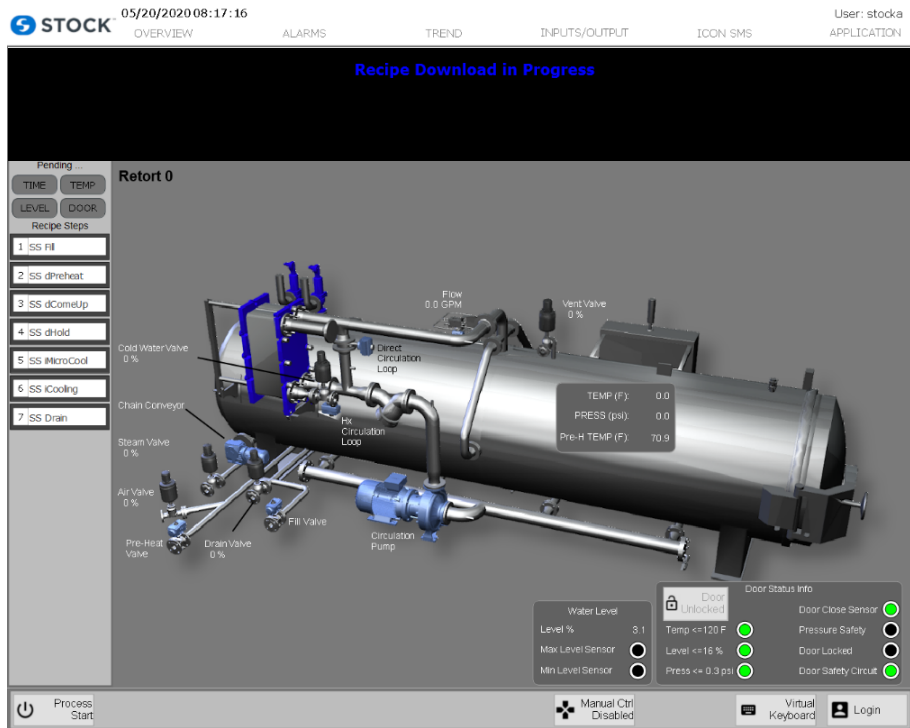 STOCK
05/20/2020 08:17:16
User: stocka
OVERVIEW
ALARMS
TREND
INPUTS/OUTPUT
ICON SMS
APPLICATION
Recipe Download in Progress
Pending ...
TIME
TEMP
LEVEL
DOOR
Recipe Steps
1 SS Fill
2 SS dPreheat
3 SS dComeUp
4 SS dHold
5 SS iMicroCool
6 SS iCooling
7 SS Drain
Retort 0
Flow
0.0 GPM
Vent Valve
0 %
Cold Water Valve
0 %
Direct
Circulation
Loop
Chain Conveyor
Hx
Circulation
Loop
Steam Valve
0 %
Air Valve
0 %
Pre-Heat
Valve
Drain Valve
0 %
Fill Valve
Circulation
Pump
TEMP (F): 0.0
PRESS (psi): 0.0
Pre-H TEMP (F): 70.9
Water Level
Level % 3.1
Max Level Sensor
Min Level Sensor
Door Status Info
Door
Unlocked
Door Close Sensor
Temp <=120 F
Pressure Safety
Level <=16 %
Door Locked
Press <= 0.3 psi
Door Safety Circuit
Process
Start
Manual Ctrl
Disabled
Virtual
Keyboard
Login